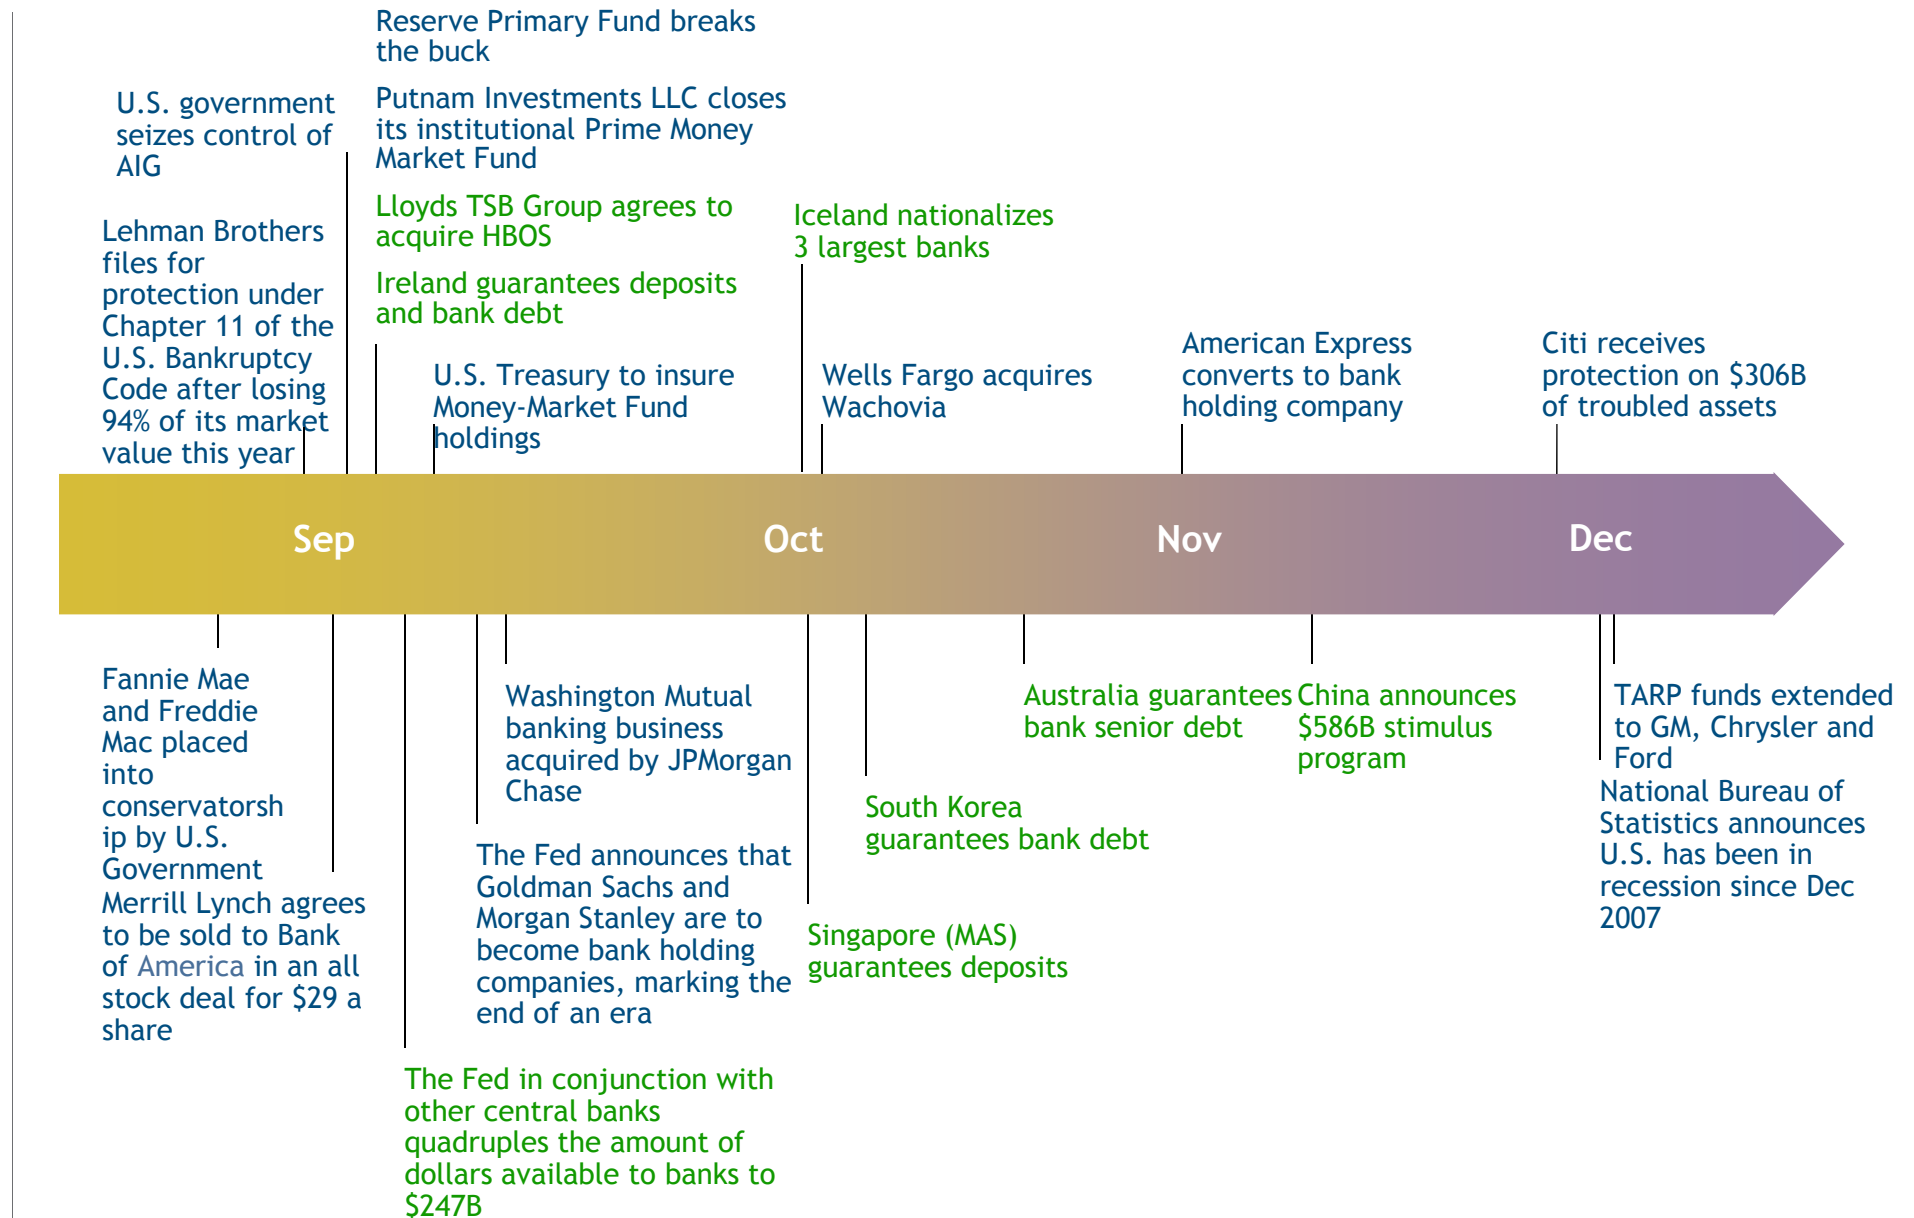 Reserve Primary Fund breaks
the buck
U.S. government
seizes control of
AIG
Putnam Investments LLC closes
its institutional Prime Money
Market Fund
Lehman Brothers
files for
protection under
Chapter 11 of the
U.S. Bankruptcy
Code after losing
94% of its market
value this year
Lloyds TSB Group agrees to
acquire HBOS
Ireland guarantees deposits
and bank debt
U.S. Treasury to insure
Money-Market Fund
holdings
Iceland nationalizes
3 largest banks
Wells Fargo acquires
Wachovia
American Express
converts to bank
holding company
Citi receives
protection on $306B
of troubled assets
Sep
Oct
Nov
Dec
Fannie Mae
and Freddie
Mac placed
into
conservatorsh
ip by U.S.
Government
Merrill Lynch agrees
to be sold to Bank
of America in an all
stock deal for $29 a
share
The Fed in conjunction with
other central banks
quadruples the amount of
dollars available to banks to
$247B
The Fed announces that
Goldman Sachs and
Morgan Stanley are to
become bank holding
companies, marking the
end of an era
Washington Mutual
banking business
acquired by JPMorgan
Chase
Singapore (MAS)
guarantees deposits
South Korea
guarantees bank debt
Australia guarantees
bank senior debt
China announces
$586B stimulus
program
TARP funds extended
to GM, Chrysler and
Ford
National Bureau of
Statistics announces
U.S. has been in
recession since Dec
2007